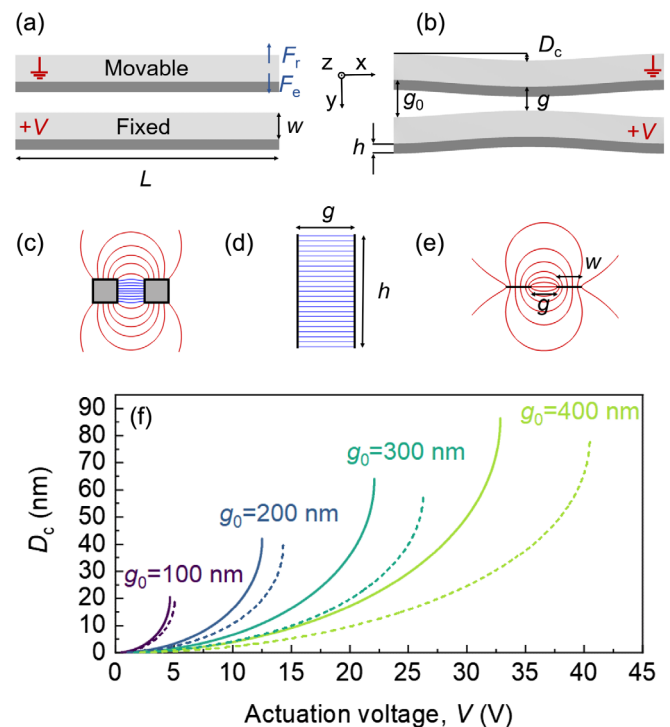 (a)
Movable
F_r
F_e
+V
Fixed
w
L
z
x
y
(b)
D_c
g_0
g
h
+V
(c)
(d)
g
h
(e)
w
g
(f)
D_c (nm)
90
80
70
60
50
40
30
20
10
0
g_0=100 nm
g_0=200 nm
g_0=300 nm
g_0=400 nm
0
5
10
15
20
25
30
35
40
45
Actuation voltage, V (V)